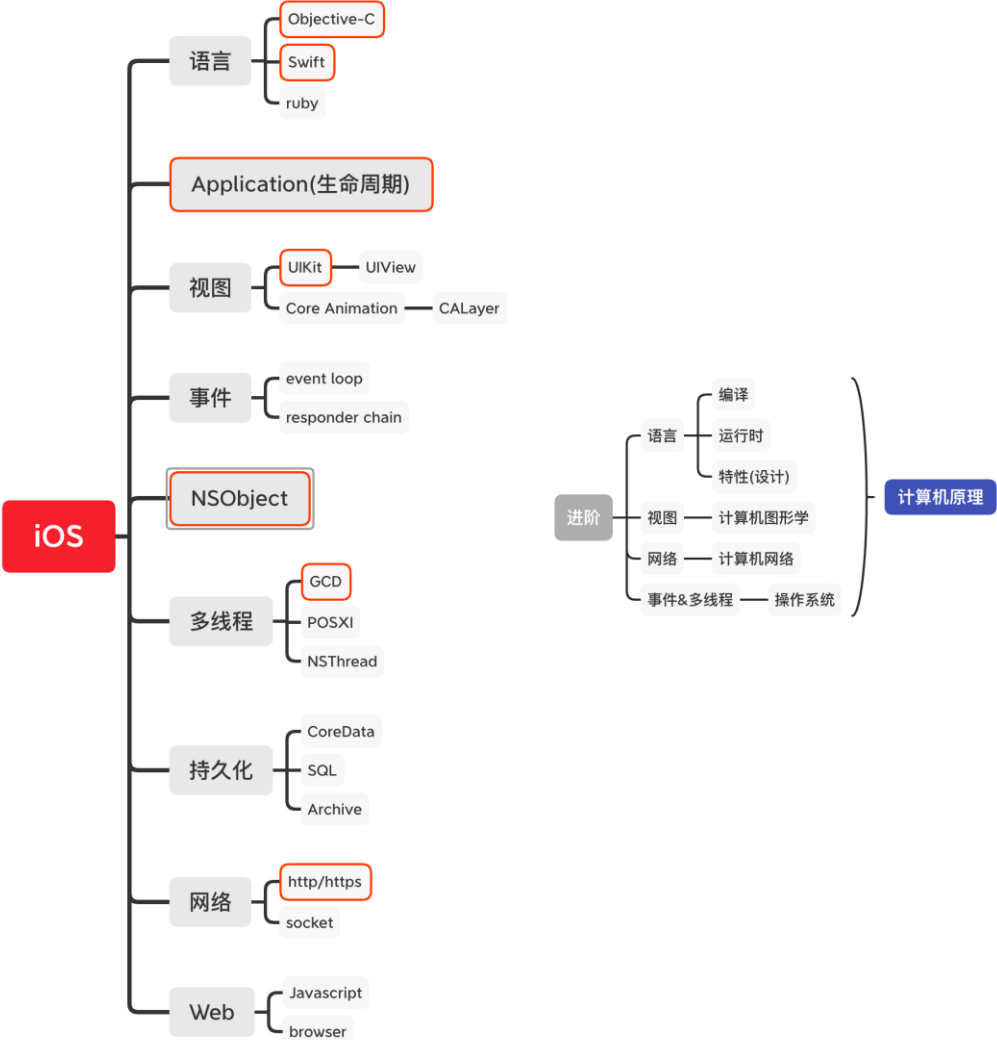 iOS
语言
Objective-C
Swift
ruby
Application(生命周期)
视图
UIKit
UIView
Core Animation
CALayer
事件
event loop
responder chain
NSObject
多线程
GCD
POSXI
NSThread
持久化
CoreData
SQL
Archive
网络
http/https
socket
Web
Javascript
browser
进阶
语言
编译
运行时
特性(设计)
视图
计算机图形学
网络
计算机网络
事件&多线程
操作系统
计算机原理